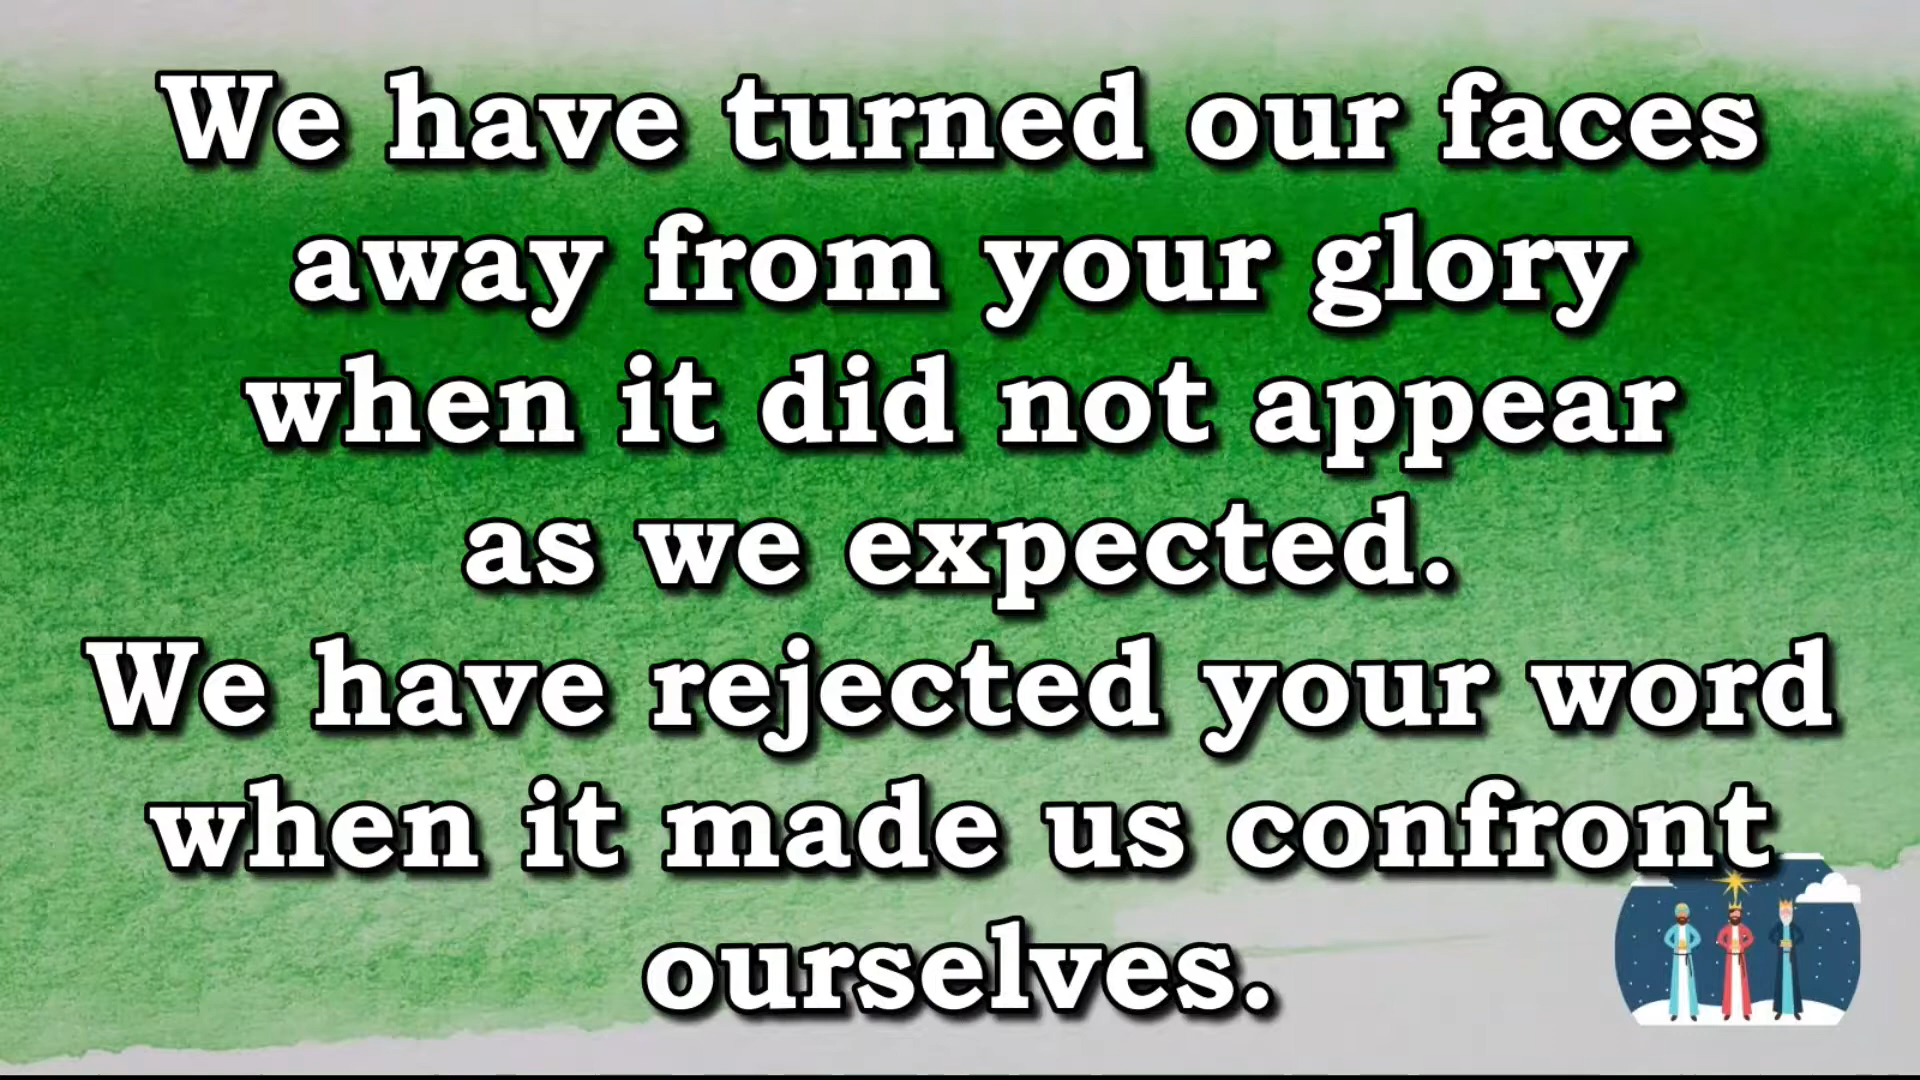 We have turned our faces
away from your glory
when it did not appear
as we expected.
We have rejected your word
when it made us confront
ourselves.